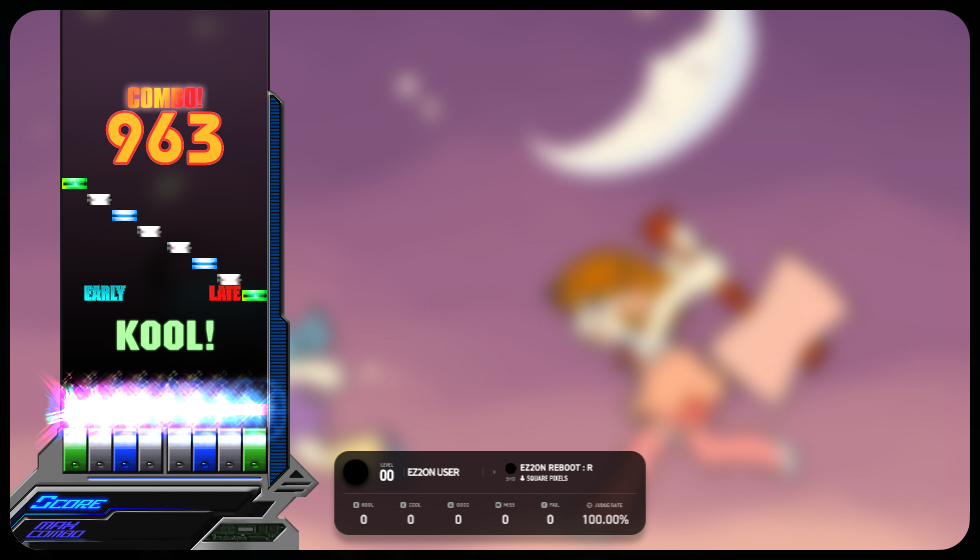 COMBO!
963
EARLY
LATE
KOOL!
SCORE
MAX
COMBO
LEVEL
00
EZ2ON USER
EZ2ON REBOOT : R
SQUARE PIXELS
KOOL
COOL
GOOD
MISS
FAIL
JUDGE RATE
0
0
0
0
0
100.00%